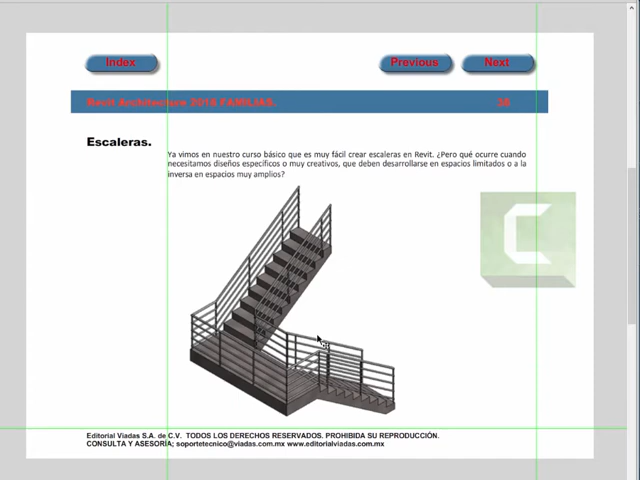 Index
Previous
Next
Revit Architecture 2014 FAMILIAS.
36
Escaleras.
Ya vimos en nuestro curso básico que es muy fácil crear escaleras en Revit. ¿Pero qué ocurre cuando
necesitamos diseños específicos o muy creativos, que deben desarrollarse en espacios limitados o a la
inversa en espacios muy amplios?
Editorial Viadas S.A. de C.V. TODOS LOS DERECHOS RESERVADOS. PROHIBIDA SU REPRODUCCIÓN.
CONSULTA Y ASESORÍA; soportetecnico@viadas.com.mx www.editorialviadas.com.mx